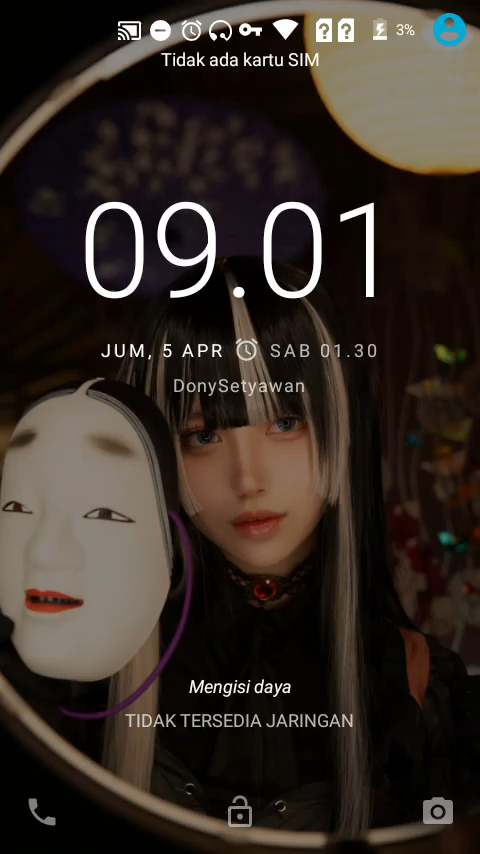 3%
Tidak ada kartu SIM
09.01
JUM, 5 APR SAB 01.30
DonySetyawan
Mengisi daya
TIDAK TERSEDIA JARINGAN